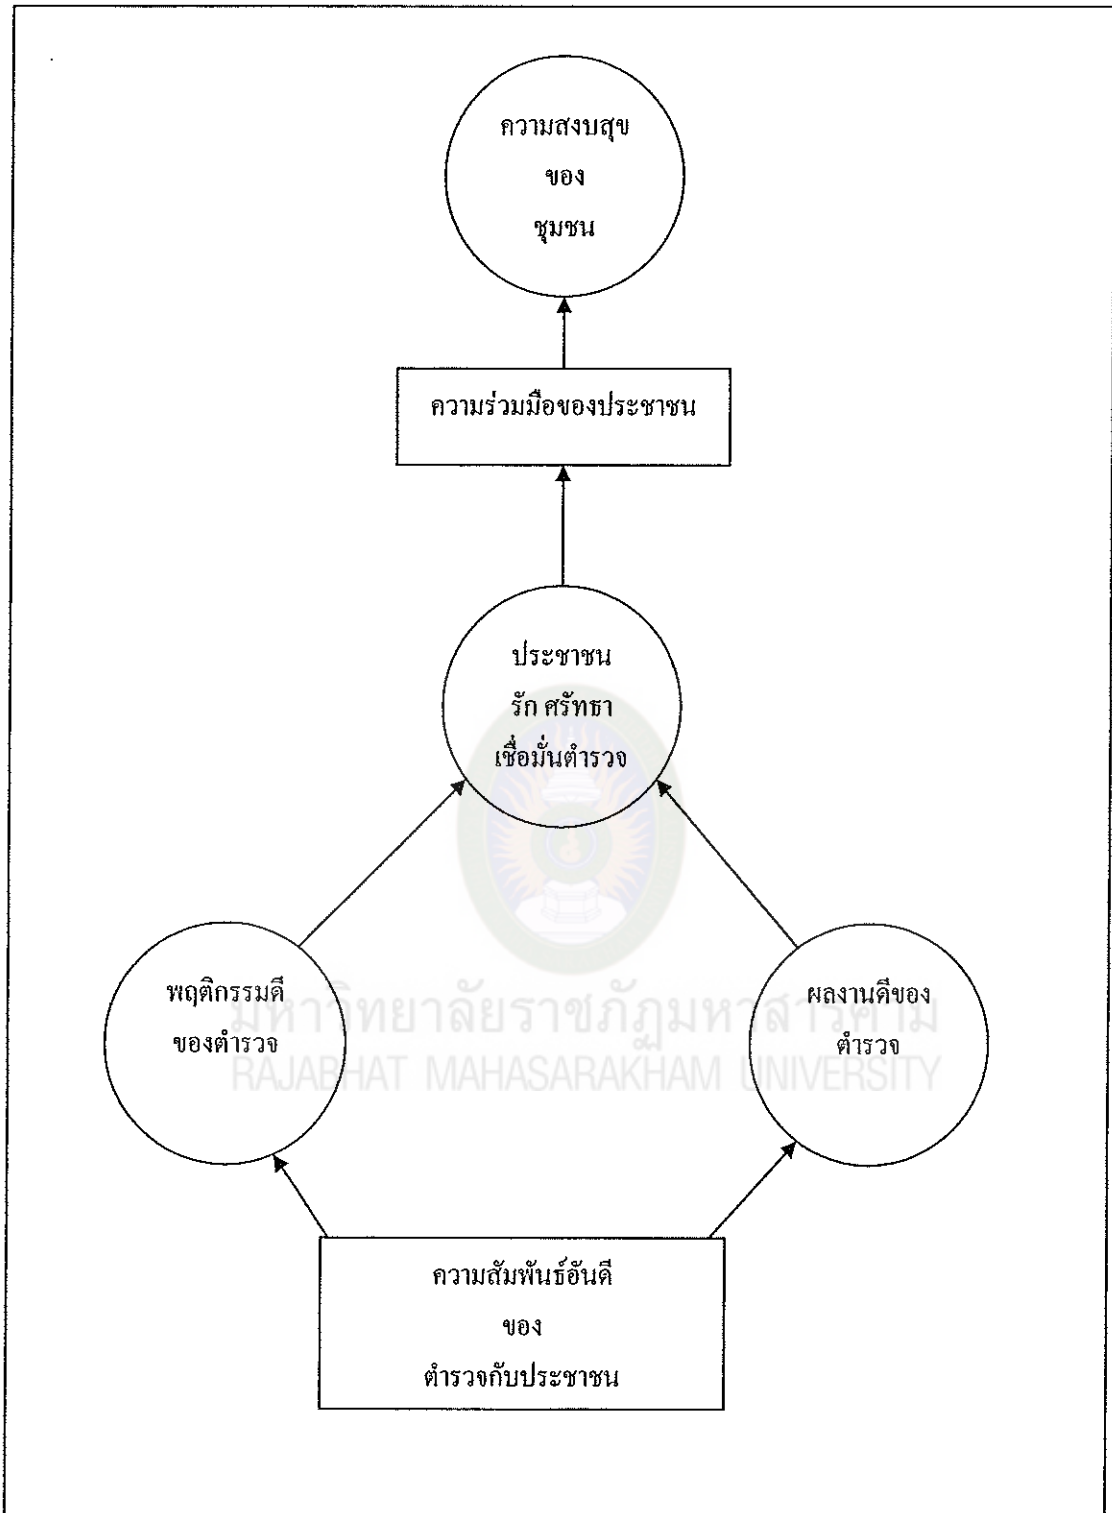 ความสงบสุข
ของ
ชุมชน
ความร่วมมือของประชาชน
ประชาชน
รัก ศรัทธา
เชื่อมั่นตำรวจ
พฤติกรรมดี
ของตำรวจ
ผลงานดีของ
ตำรวจ
มหาวิทยาลัยราชภัฏมหาสารคาม
RAJABHAT MAHASARAKHAM UNIVERSITY
ความสัมพันธ์อันดี
ของ
ตำรวจกับประชาชน